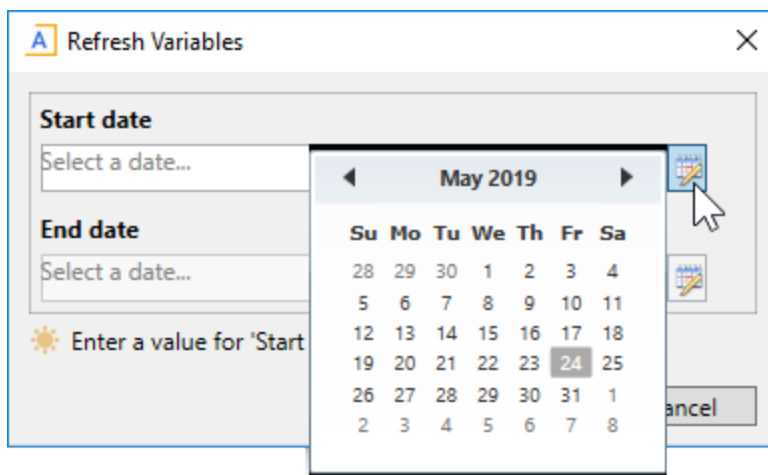 A Refresh Variables
Start date
Select a date...
May 2019
Su Mo Tu We Th Fr Sa
28 29 30 1 2 3 4
5 6 7 8 9 10 11
12 13 14 15 16 17 18
19 20 21 22 23 24 25
26 27 28 29 30 31 1
2 3 4 5 6 7 8
End date
Select a date...
Enter a value for 'Start
ancel